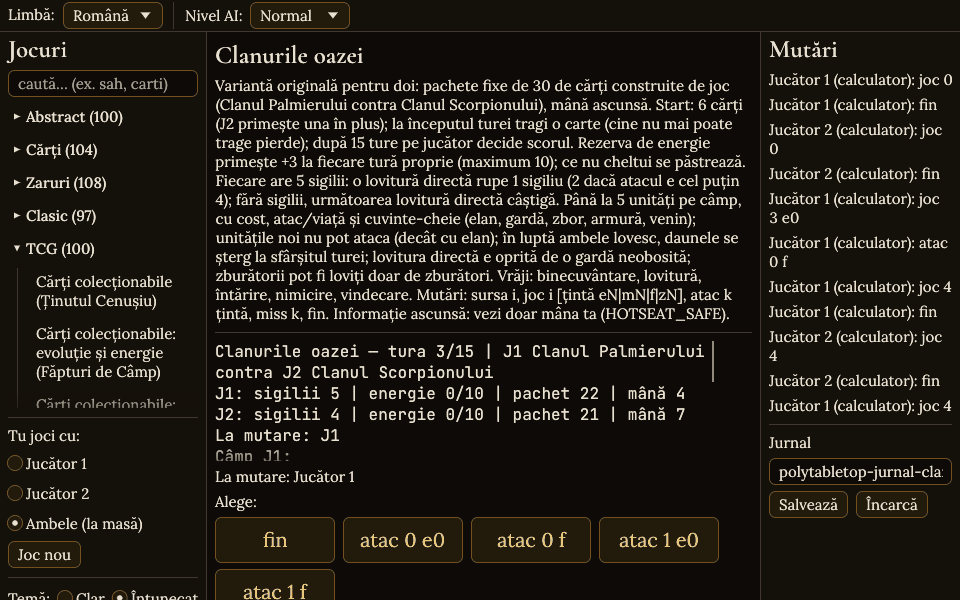 Limbă: Română Nivel AI: Normal
Jocuri
caută... (ex. sah, carti)
Abstract (100)
Cărți (104)
Zaruri (108)
Clasic (97)
TCG (100)
Cărți colecționabile
(Ținutul Cenușiu)
Cărți colecționabile:
evoluție și energie
(Făpturi de Câmp)
Cărți colecționabile:
Tu joci cu:
Jucător 1
Jucător 2
Ambele (la masă)
Joc nou
Temă: Clar Întunecat
Clanurile oazei
Variantă originală pentru doi: pachete fixe de 30 de cărți construite de joc
(Clanul Palmierului contra Clanul Scorpionului), mână ascunsă. Start: 6 cărți
(J2 primește una în plus); la începutul turei tragi o carte (cine nu mai poate
trage pierde); după 15 ture pe jucător decide scorul. Rezerva de energie
primește +3 la fiecare tură proprie (maximum 10); ce nu cheltui se păstrează.
Fiecare are 5 sigilii: o lovitură directă rupe 1 sigiliu (2 dacă atacul e cel puțin
4); fără sigilii, următoarea lovitură directă câștigă. Până la 5 unități pe câmp,
cu cost, atac/viață și cuvinte-cheie (elan, gardă, zbor, armură, venin);
unitățile noi nu pot ataca (decât cu elan); în luptă ambele lovesc, daunele se
șterg la sfârșitul turei; lovitura directă e oprită de o gardă neobosită;
zburătorii pot fi loviți doar de zburători. Vrăji: binecuvântare, lovitură,
întărire, nimicire, vindecare. Mutări: sursa i, joc i [țintă eN|mN|f|zN], atac k
țintă, miss k, fin. Informație ascunsă: vezi doar mâna ta (HOTSEAT_SAFE).
Clanurile oazei — tura 3/15 | J1 Clanul Palmierului
contra J2 Clanul Scorpionului
J1: sigilii 5 | energie 0/10 | pachet 22 | mână 4
J2: sigilii 4 | energie 0/10 | pachet 21 | mână 7
La mutare: J1
Câmp J1:
La mutare: Jucător 1
Alege:
fin
atac 0 e0
atac 0 f
atac 1 e0
atac 1 f
Mutări
Jucător 1 (calculator): joc 0
Jucător 1 (calculator): fin
Jucător 2 (calculator): joc
0
Jucător 2 (calculator): fin
Jucător 1 (calculator): joc
3 e0
Jucător 1 (calculator): atac
0 f
Jucător 1 (calculator): joc 4
Jucător 1 (calculator): fin
Jucător 2 (calculator): joc
4
Jucător 2 (calculator): fin
Jucător 1 (calculator): joc 4
Jurnal
polytabletop-jurnal-cla
Salvează
Încarcă